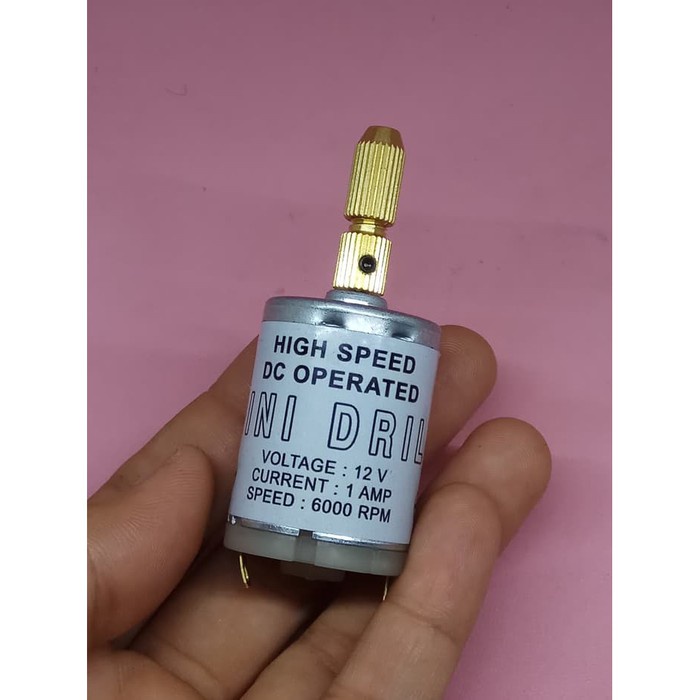 HIGH SPEED
DC OPERATED
INI DRIL
VOLTAGE : 12 V
CURRENT : 1 AMP
SPEED : 6000 RPM